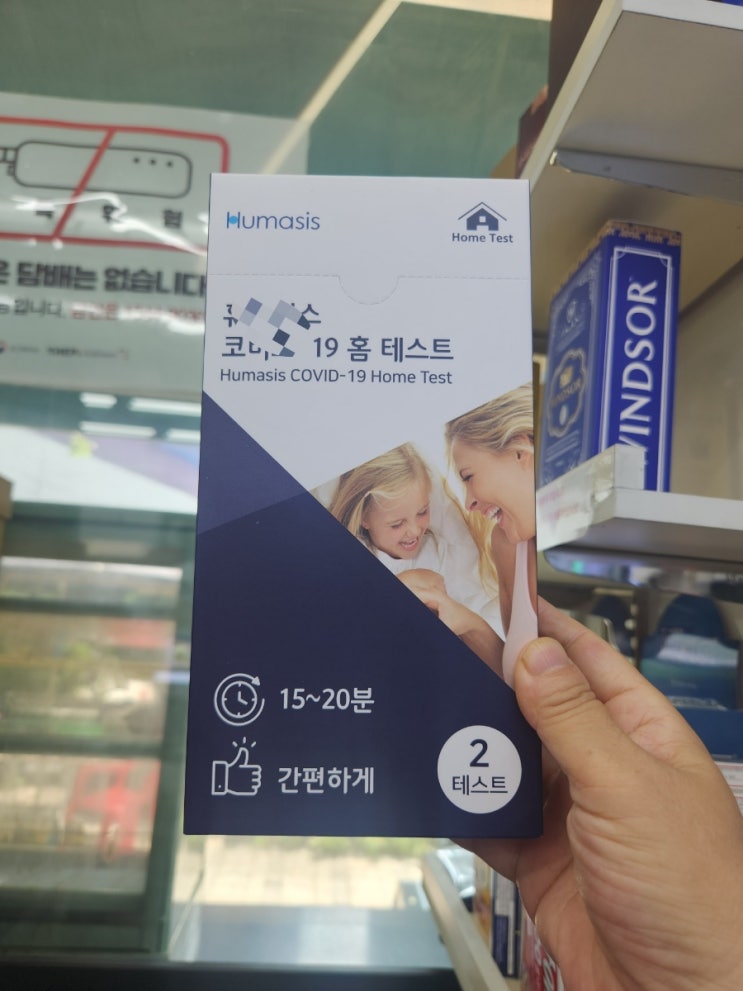 Humasis
Home Test
19 홈 테스트
Humasis COVID-19 Home Test
15~20분
간편하게
2
테스트
담배는 없습니다
WINDSOR